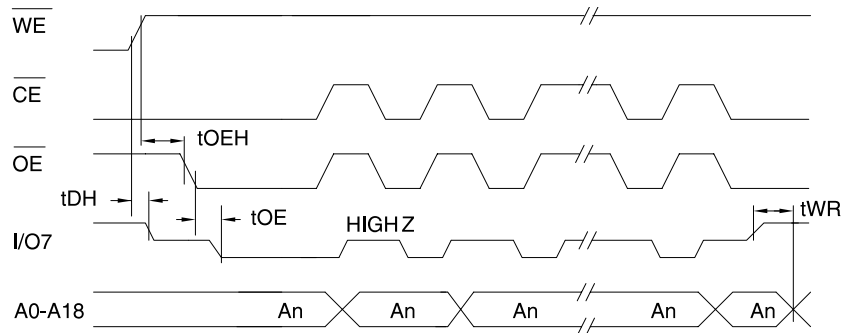 WE
CE
tOEH
OE
tDH
tOE
tWR
HIGH Z
I/O7
A0-A18 An An An An An